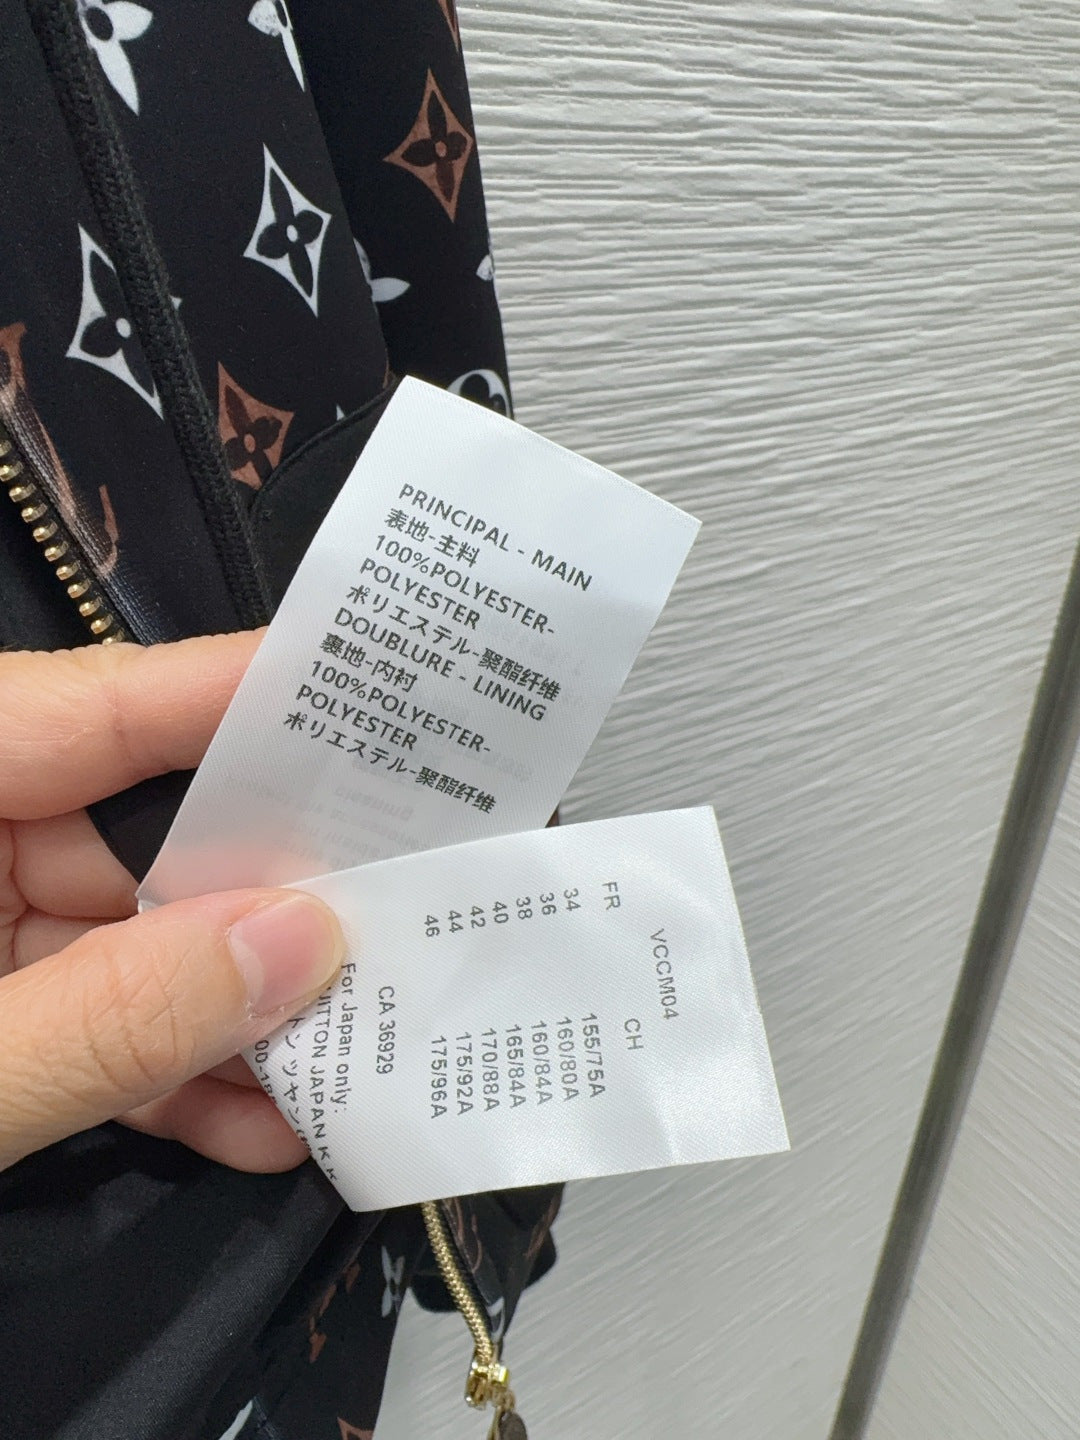 PRINCIPAL - MAIN
表地-主料
100%POLYESTER-
POLYESTER
ポリエステル-聚酯纤维
DOUBLURE - LINING
裏地-内衬
100%POLYESTER-
POLYESTER
ポリエステル-聚酯纤维
VCCM04
FR CH
34 155/75A
36 160/80A
38 160/84A
40 165/84A
42 170/88A
44 175/92A
46 175/96A
CA 36929
For Japan only:
JAPAN K.K